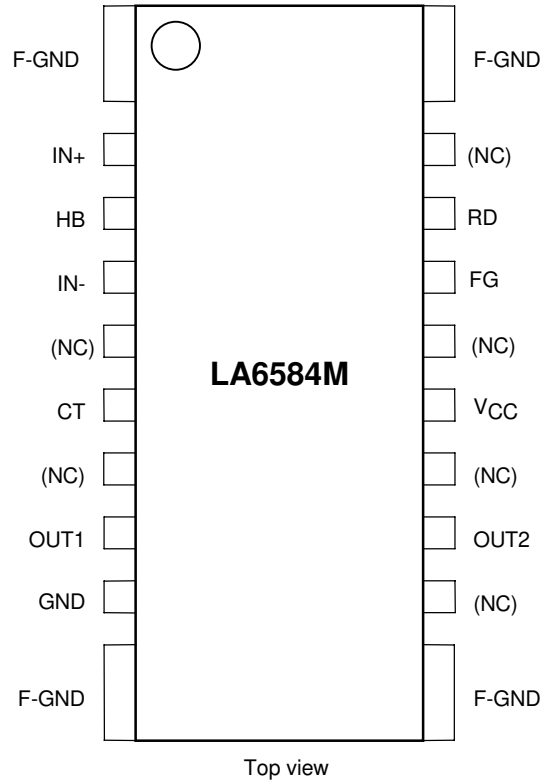 F-GND
IN+
HB
IN-
(NC)
CT
(NC)
OUT1
GND
F-GND
LA6584M
F-GND
(NC)
RD
FG
(NC)
VCC
(NC)
OUT2
(NC)
F-GND
Top view